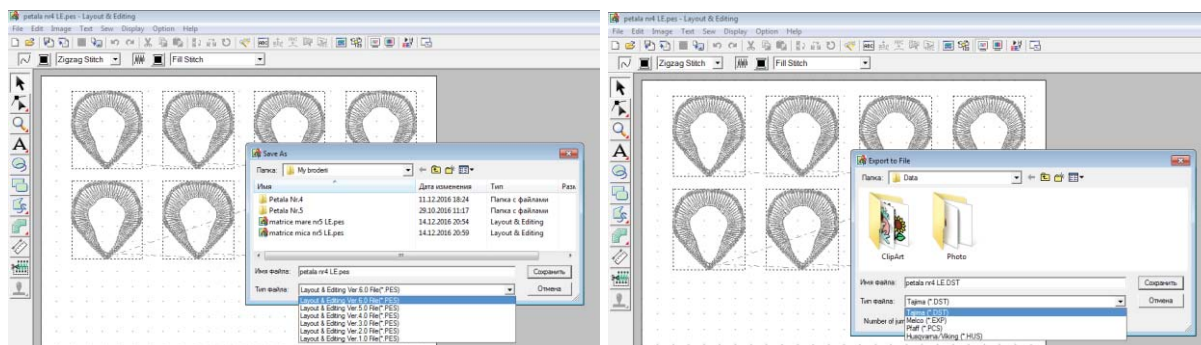 petala nr4 LE.pes - Layout & Editing
File Edit Image Text Sew Display Option Help
Zigzag Stitch Fill Stitch
A
Save As
Папка: My broderii
Имя Дата изменения Тип Разм
Petala Nr.4 11.12.2016 18:24 Папка с файлами
Petala Nr.5 29.10.2016 11:17 Папка с файлами
matrice mare nr5 LE.pes 14.12.2016 20:54 Layout & Editing
matrice mica nr5 LE.pes 14.12.2016 20:59 Layout & Editing
Имя файла: petala nr4 LE.pes Сохранить
Тип файла: Layout & Editing Ver.6.0 File(*.PES) Отмена
Layout & Editing Ver.6.0 File(*.PES)
Layout & Editing Ver.5.0 File(*.PES)
Layout & Editing Ver.4.0 File(*.PES)
Layout & Editing Ver.3.0 File(*.PES)
Layout & Editing Ver.2.0 File(*.PES)
Layout & Editing Ver.1.0 File(*.PES)
petala nr4 LE.pes - Layout & Editing
File Edit Image Text Sew Display Option Help
Zigzag Stitch Fill Stitch
A
Export to File
Папка: Data
ClipArt Photo
Имя файла: petala nr4 LE.DST Сохранить
Тип файла: Tajima (*.DST) Отмена
Tajima (*.DST)
Number of jum Melco (*.EXP)
Pfaff (*.PCS)
Husqvarna/Viking (*.HUS)